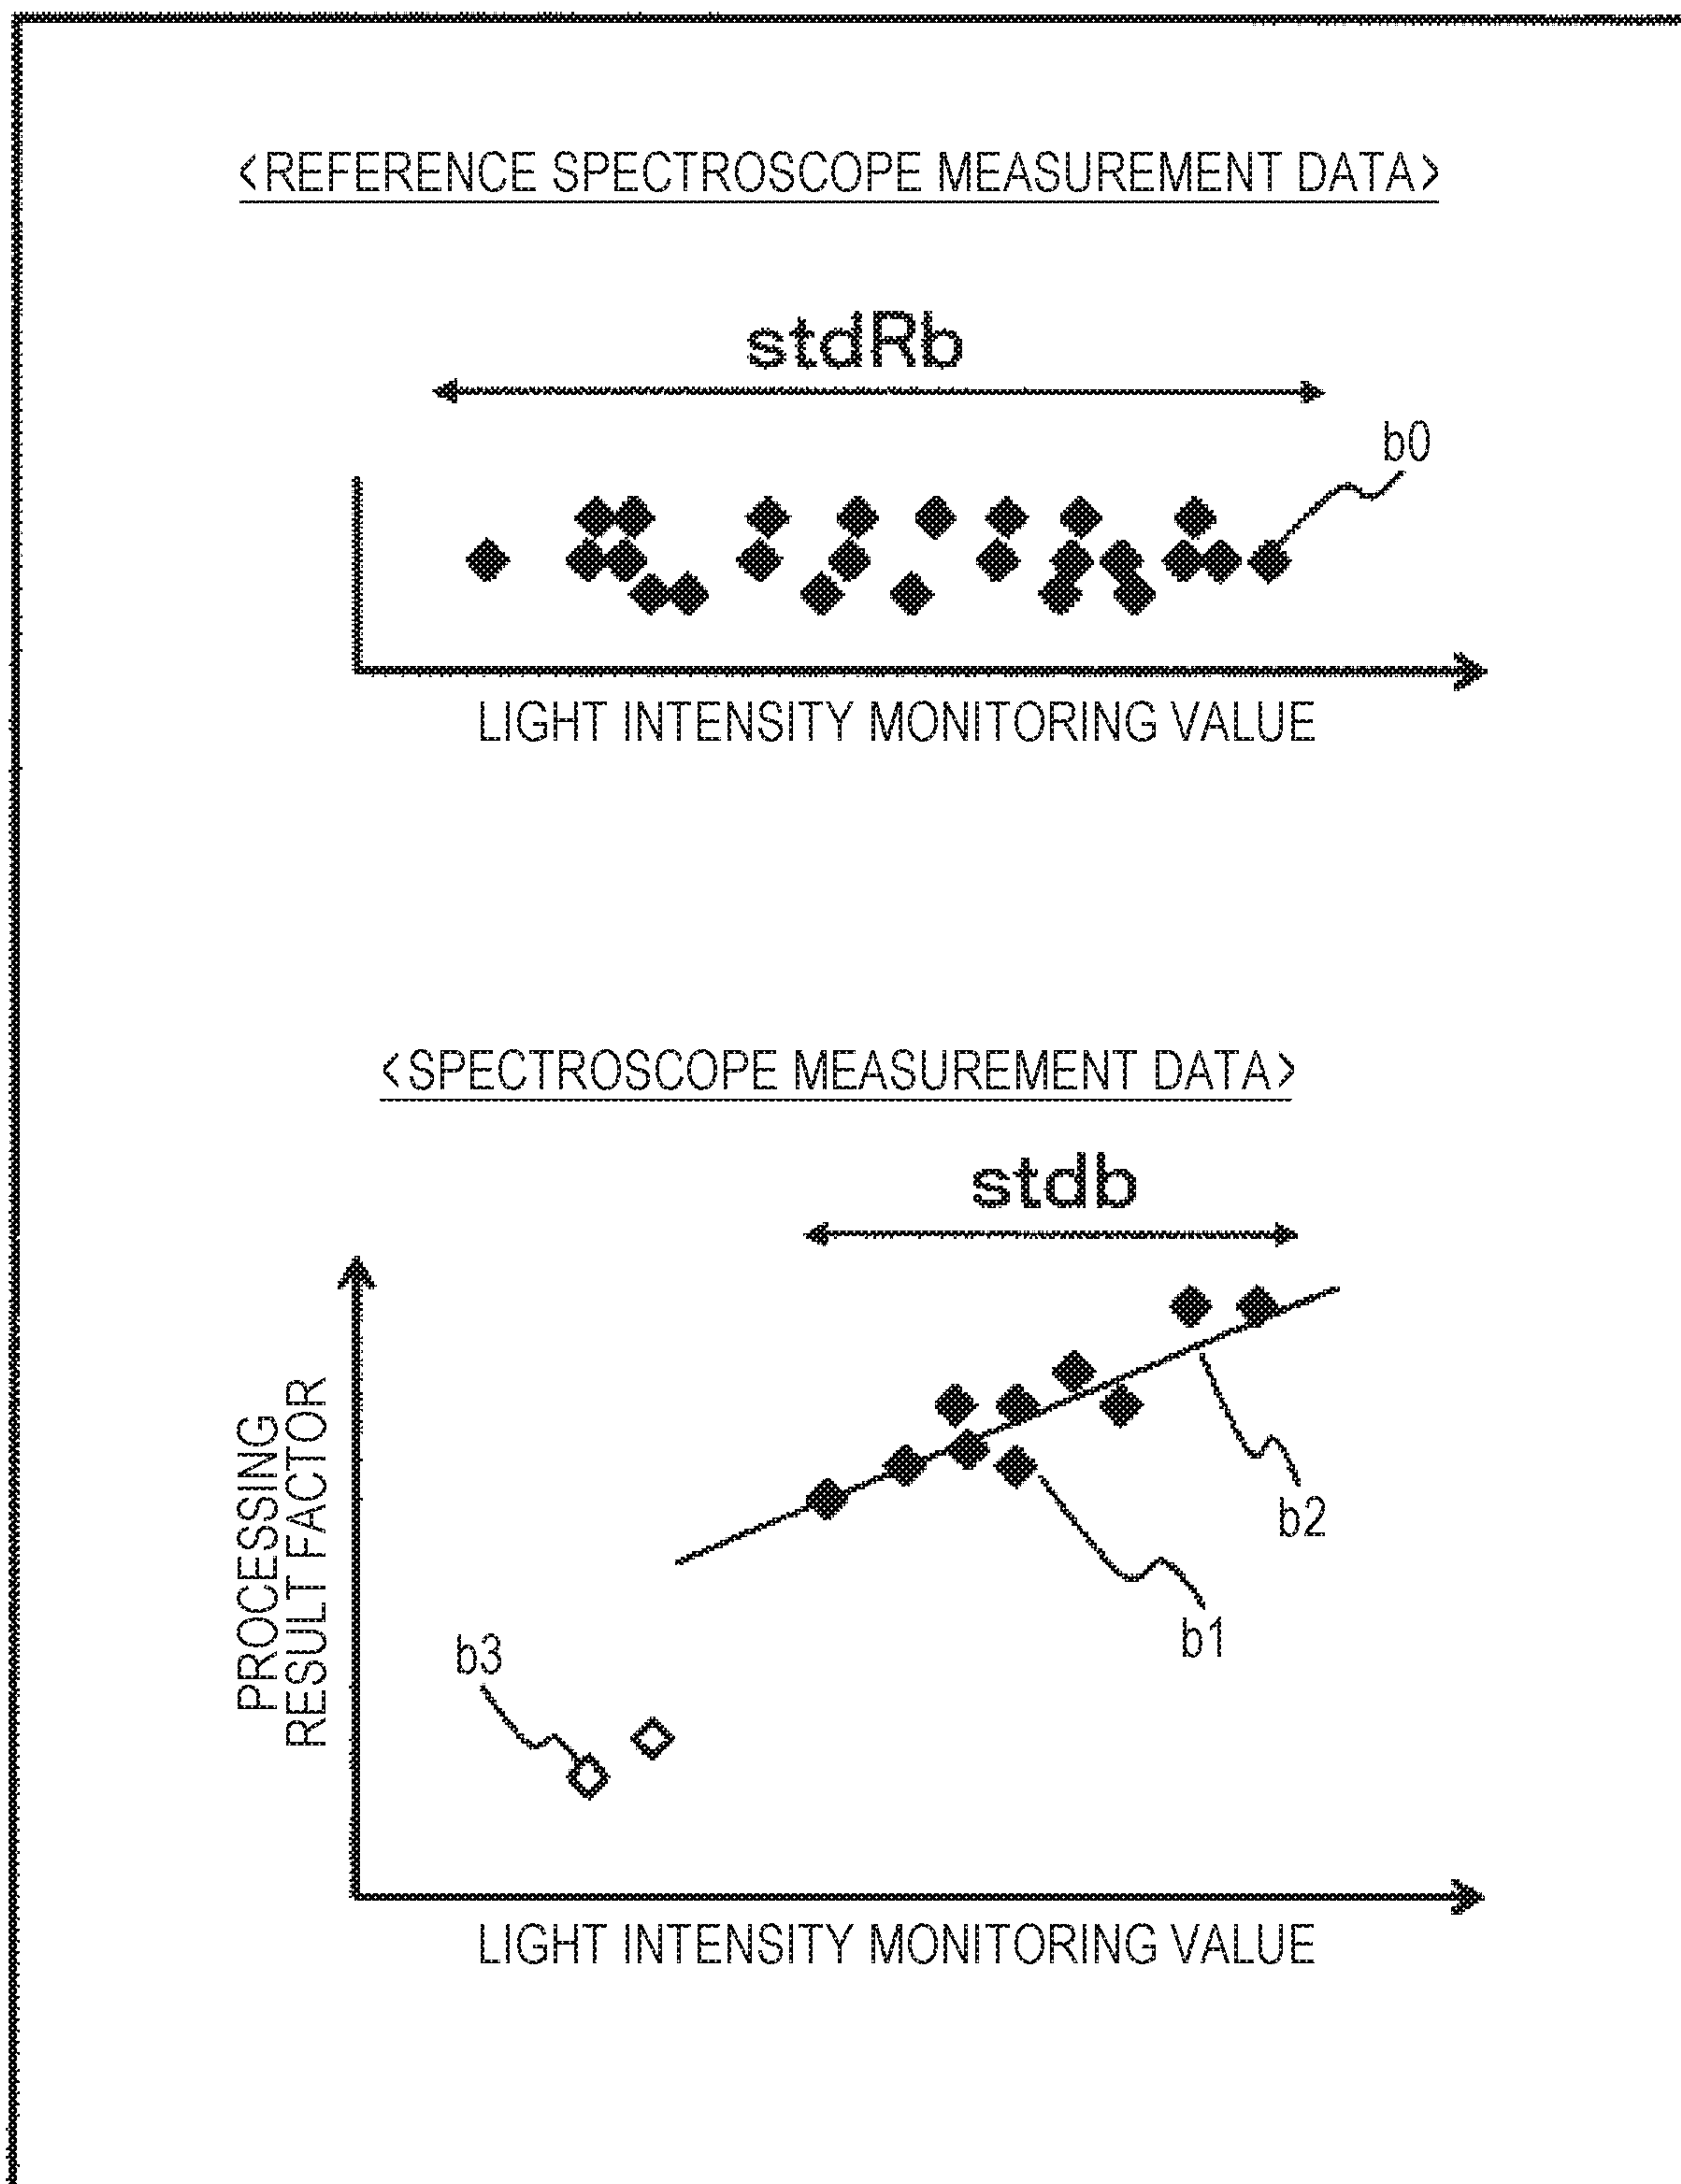 <REFERENCE SPECTROSCOPE MEASUREMENT DATA>
stdRb
b0
LIGHT INTENSITY MONITORING VALUE
<SPECTROSCOPE MEASUREMENT DATA>
stdb
PROCESSING
RESULT FACTOR
b2
b1
b3
LIGHT INTENSITY MONITORING VALUE